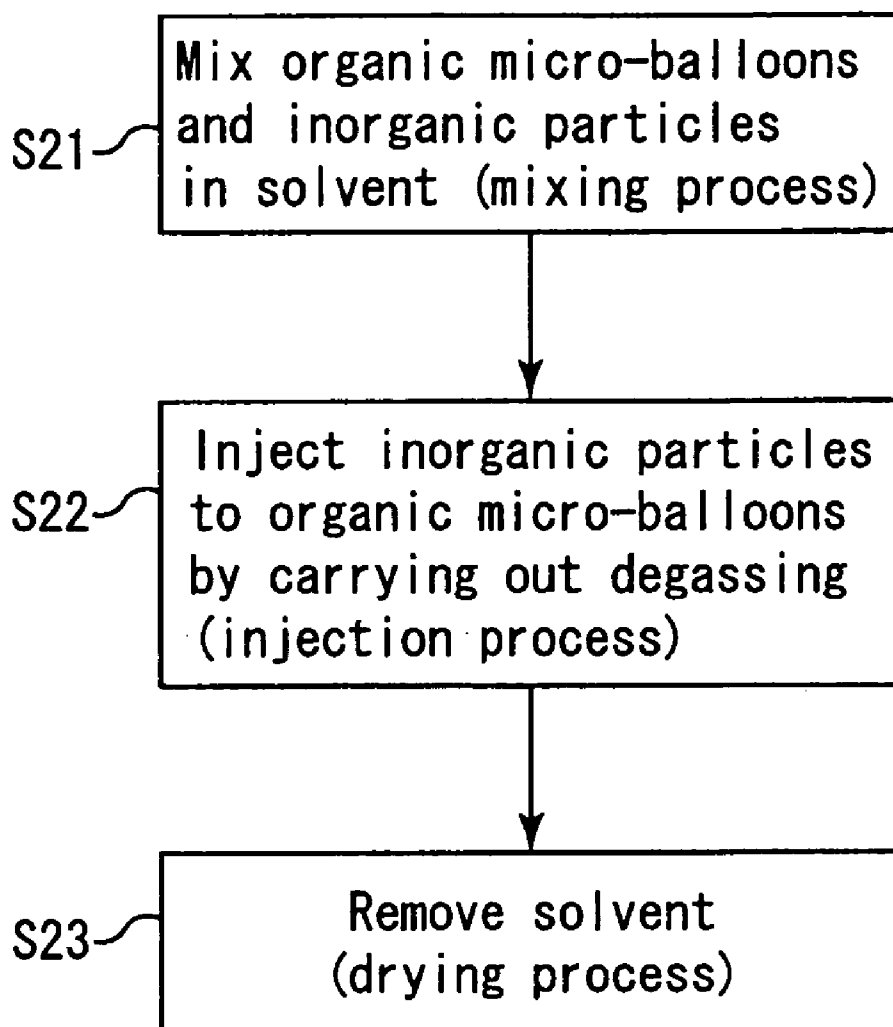 Mix organic micro-balloons
S21
and inorganic particles
in solvent (mixing process)
Inject inorganic particles
S22
to organic micro-balloons
by carrying out degassing
(injection process)
Remove solvent
S23
(drying process)